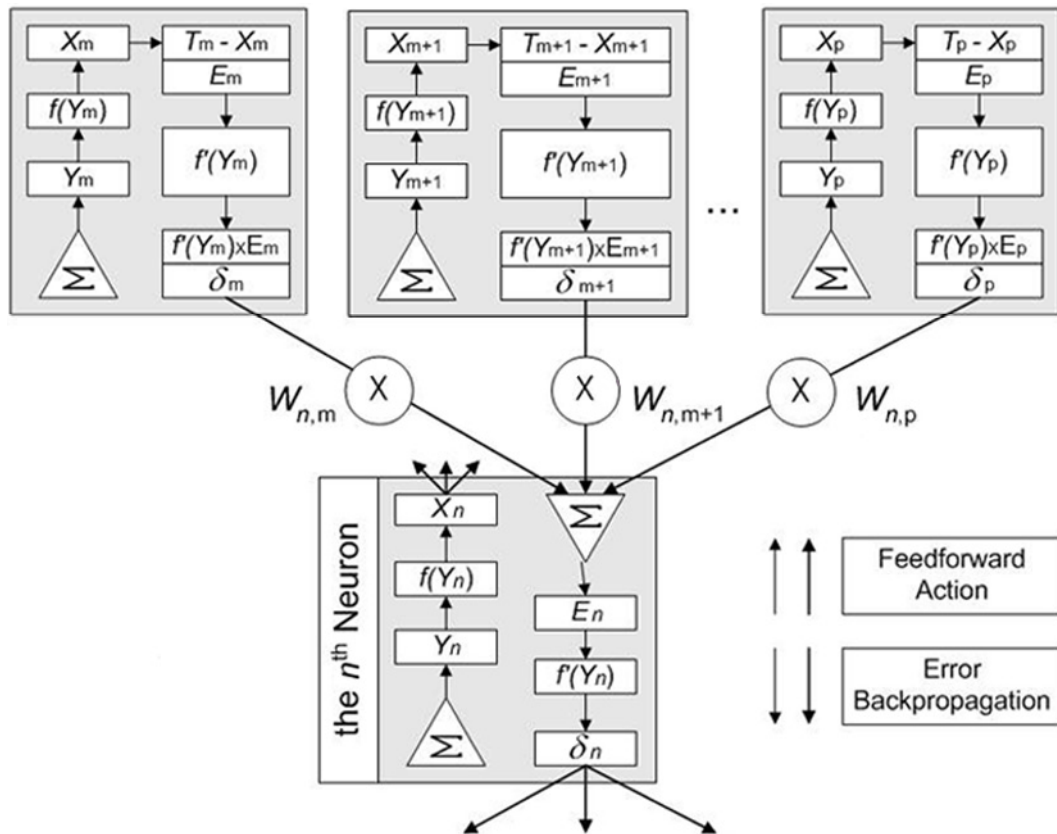 Xm
Tm - Xm
Em
f(Ym)
f'(Ym)
Ym
f'(Ym)xEm
Σ
δm
Xm+1
Tm+1 - Xm+1
Em+1
f(Ym+1)
f'(Ym+1)
Ym+1
f'(Ym+1)xEm+1
Σ
δm+1
...
Xp
Tp - Xp
Ep
f(Yp)
f'(Yp)
Yp
f'(Yp)xEp
Σ
δp
X
X
X
Wn,m
Wn,m+1
Wn,p
the nth Neuron
Xn
Σ
f(Yn)
En
Yn
f'(Yn)
Σ
δn
Feedforward
Action
Error
Backpropagation